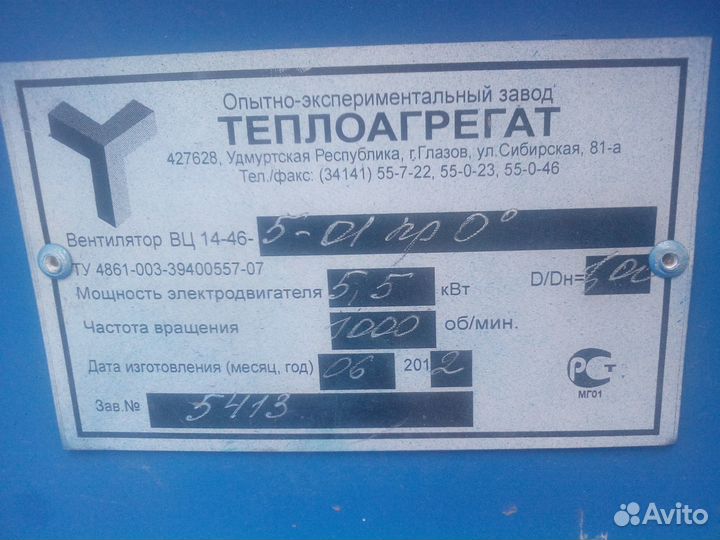 Опытно-экспериментальный завод
ТЕПЛОАГРЕГАТ
427628, Удмуртская Республика, г.Глазов, ул.Сибирская, 81-а
Тел./факс: (34141) 55-7-22, 55-0-23, 55-0-46
Вентилятор ВЦ 14-46- 5-01 пр 0°
ТУ 4861-003-39400557-07
Мощность электродвигателя 5,5 кВт D/Dн= 1,00
Частота вращения 1000 об/мин.
Дата изготовления (месяц, год) 06 2012
Зав.№ 5413
РСТ
МГ01
Avito